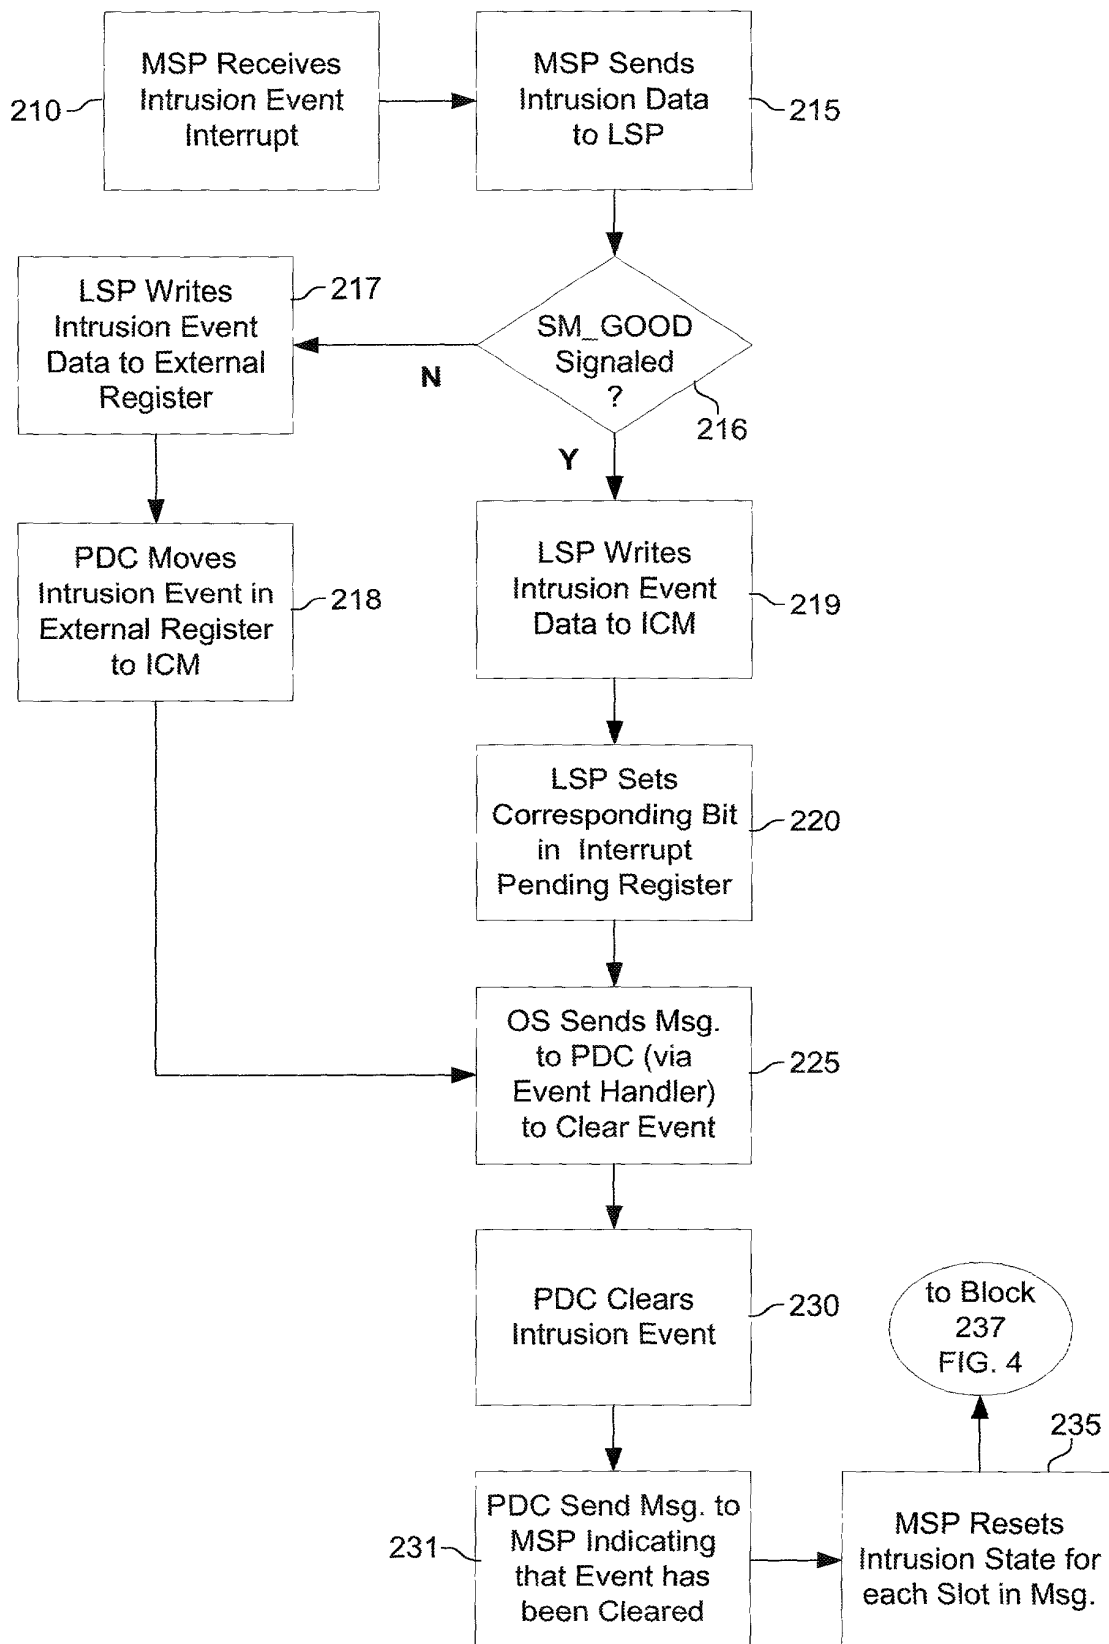 MSP Receives
Intrusion Event
Interrupt
210
MSP Sends
Intrusion Data
to LSP
215
LSP Writes
Intrusion Event
Data to External
Register
217
SM_GOOD
Signaled
?
216
N
Y
PDC Moves
Intrusion Event in
External Register
to ICM
218
LSP Writes
Intrusion Event
Data to ICM
219
LSP Sets
Corresponding Bit
in Interrupt
Pending Register
220
OS Sends Msg.
to PDC (via
Event Handler)
to Clear Event
225
PDC Clears
Intrusion Event
230
to Block
237
FIG. 4
235
PDC Send Msg. to
MSP Indicating
that Event has
been Cleared
231
MSP Resets
Intrusion State for
each Slot in Msg.